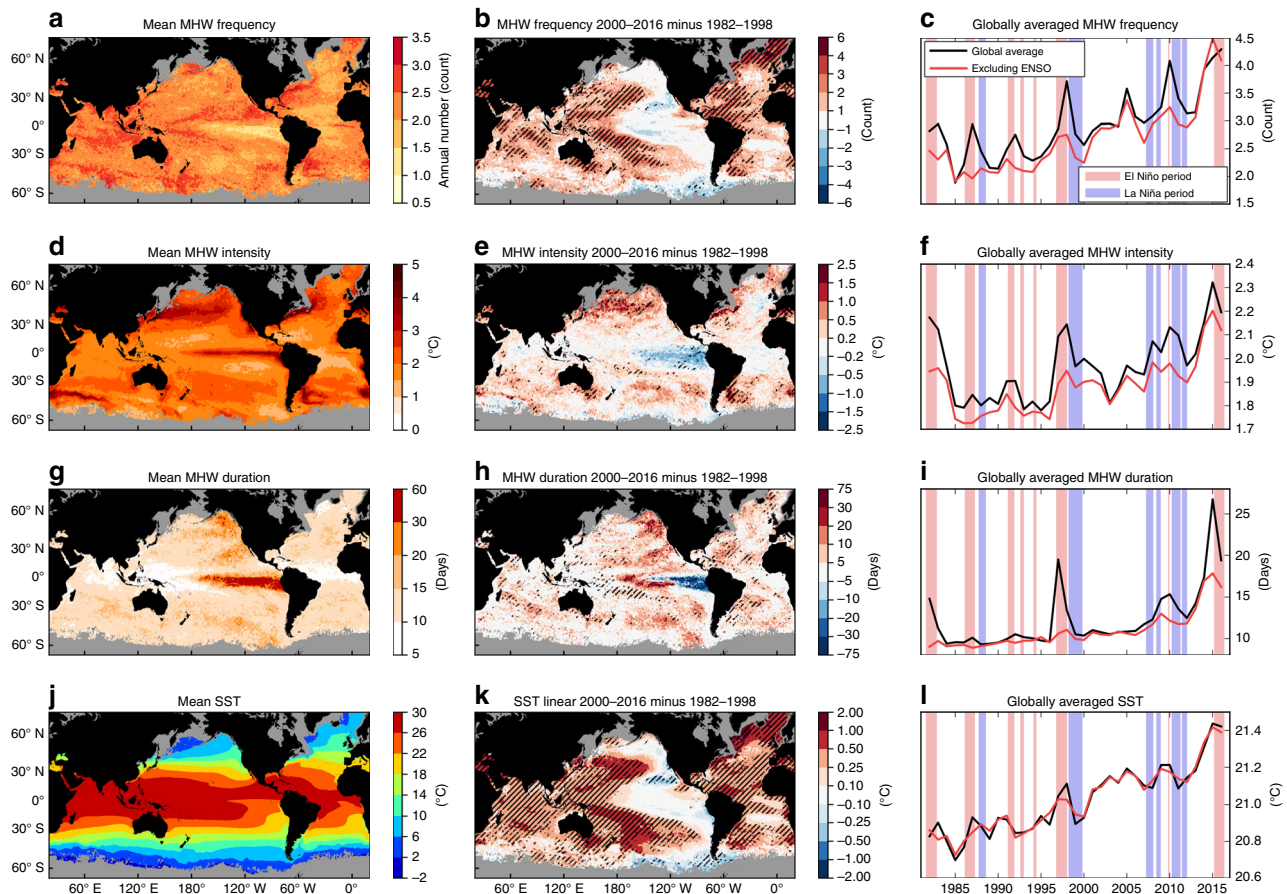 a Mean MHW frequency
60° N
30° N
0°
30° S
60° S
60° E 120° E 180° 120° W 60° W 0°
3.5
3.0
2.5
2.0
1.5
1.0
0.5
Annual number (count)
b MHW frequency 2000–2016 minus 1982–1998
6
4
3
2
1
−1
−2
−3
−4
−6
(Count)
c Globally averaged MHW frequency
Global average
Excluding ENSO
El Niño period
La Niña period
4.5
4.0
3.5
3.0
2.5
2.0
1.5
(Count)
d Mean MHW intensity
60° N
30° N
0°
30° S
60° S
5
4
3
2
1
0
(°C)
e MHW intensity 2000–2016 minus 1982–1998
2.5
1.5
1.0
0.5
0.2
−0.2
−0.5
−1.0
−1.5
−2.5
(°C)
f Globally averaged MHW intensity
2.4
2.3
2.2
2.1
2.0
1.9
1.8
1.7
(°C)
g Mean MHW duration
60° N
30° N
0°
30° S
60° S
60
30
20
15
10
5
(Days)
h MHW duration 2000–2016 minus 1982–1998
75
30
20
10
5
−5
−10
−20
−30
−75
(Days)
i Globally averaged MHW duration
25
20
15
10
(Days)
j Mean SST
60° N
30° N
0°
30° S
60° S
60° E 120° E 180° 120° W 60° W 0°
30
26
22
18
14
10
6
2
−2
(°C)
k SST linear 2000–2016 minus 1982–1998
60° E 120° E 180° 120° W 60° W 0°
2.00
1.00
0.50
0.25
0.10
−0.10
−0.25
−0.50
−1.00
−2.00
(°C)
l Globally averaged SST
21.4
21.2
21.0
20.8
20.6
(°C)
1985 1990 1995 2000 2005 2010 2015